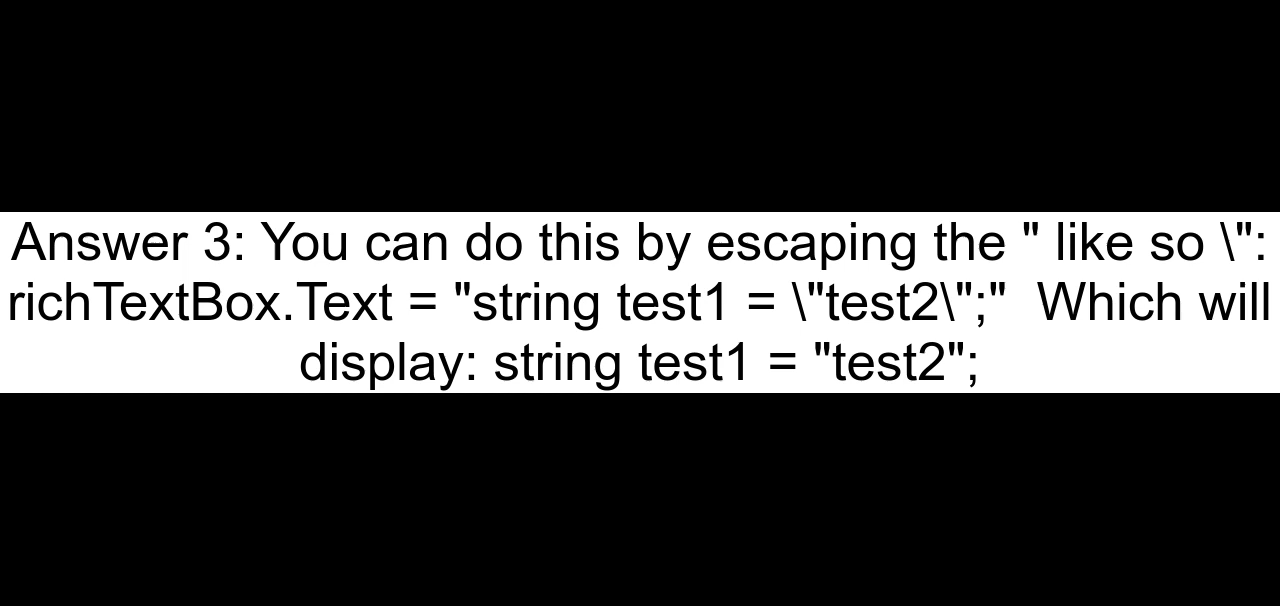 Answer 3: You can do this by escaping the " like so \":
richTextBox.Text = "string test1 = \"test2\";"  Which will
display: string test1 = "test2";